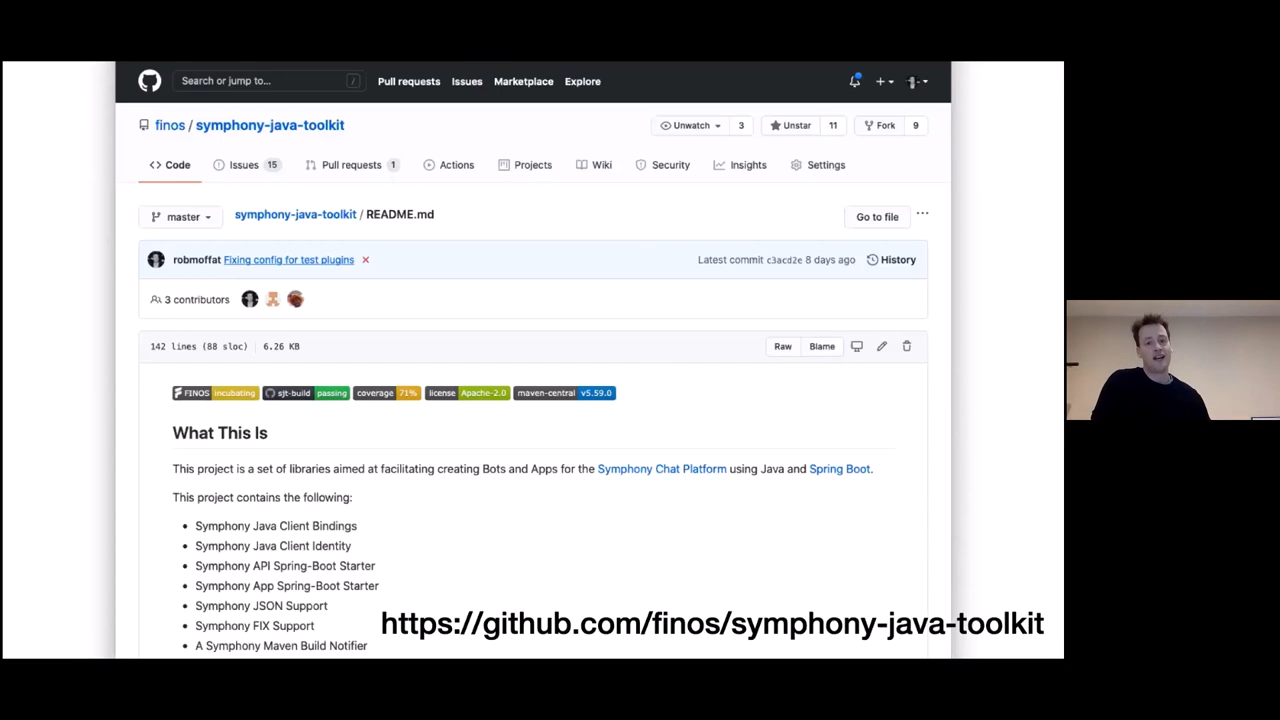 Search or jump to... /
Pull requests Issues Marketplace Explore
finos / symphony-java-toolkit
Unwatch 3 Unstar 11 Fork 9
Code Issues 15 Pull requests 1 Actions Projects Wiki Security Insights Settings
master symphony-java-toolkit / README.md Go to file ...
robmoffat Fixing config for test plugins Latest commit c3acd2e 8 days ago History
3 contributors
142 lines (88 sloc) 6.26 KB Raw Blame
FINOS incubating sjt-build passing coverage 71% license Apache-2.0 maven-central v5.59.0
What This Is
This project is a set of libraries aimed at facilitating creating Bots and Apps for the Symphony Chat Platform using Java and Spring Boot.
This project contains the following:
• Symphony Java Client Bindings
• Symphony Java Client Identity
• Symphony API Spring-Boot Starter
• Symphony App Spring-Boot Starter
• Symphony JSON Support
• Symphony FIX Support
• A Symphony Maven Build Notifier
https://github.com/finos/symphony-java-toolkit